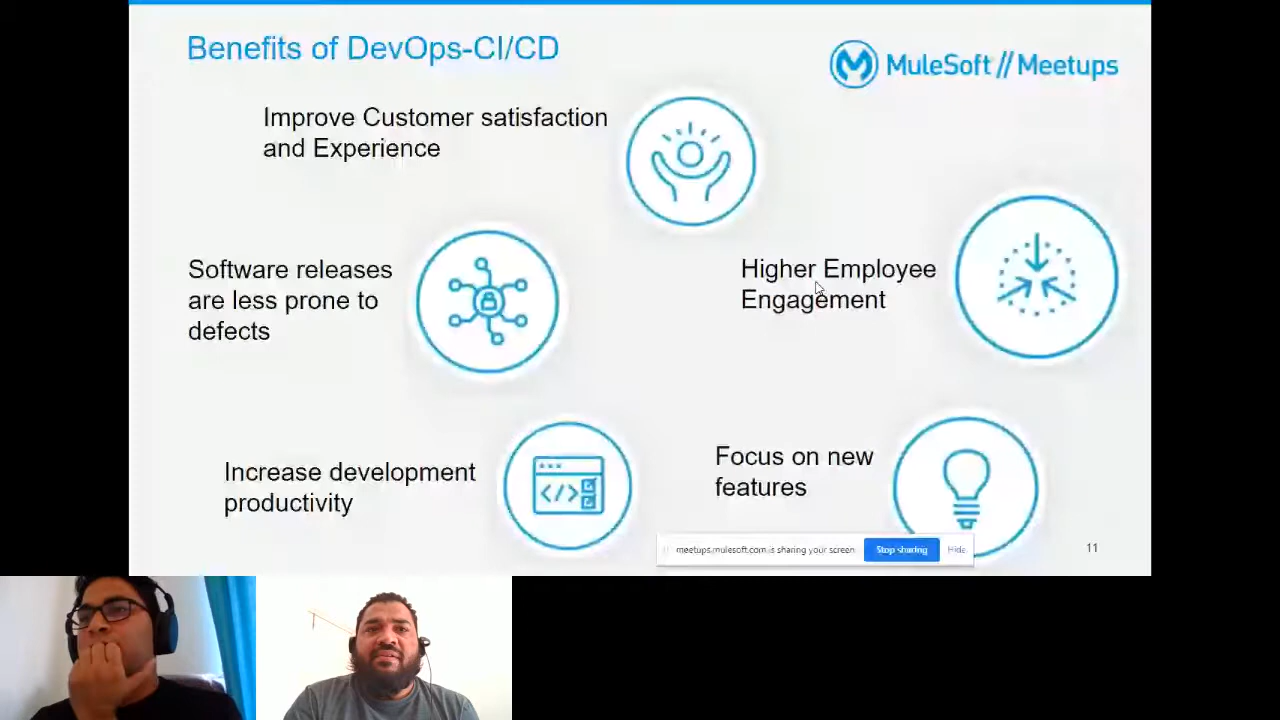 Benefits of DevOps-CI/CD
MuleSoft // Meetups
Improve Customer satisfaction
and Experience
Software releases
are less prone to
defects
Higher Employee
Engagement
Increase development
productivity
</>
Focus on new
features
meetups.mulesoft.com is sharing your screen
Stop sharing
Hide
11